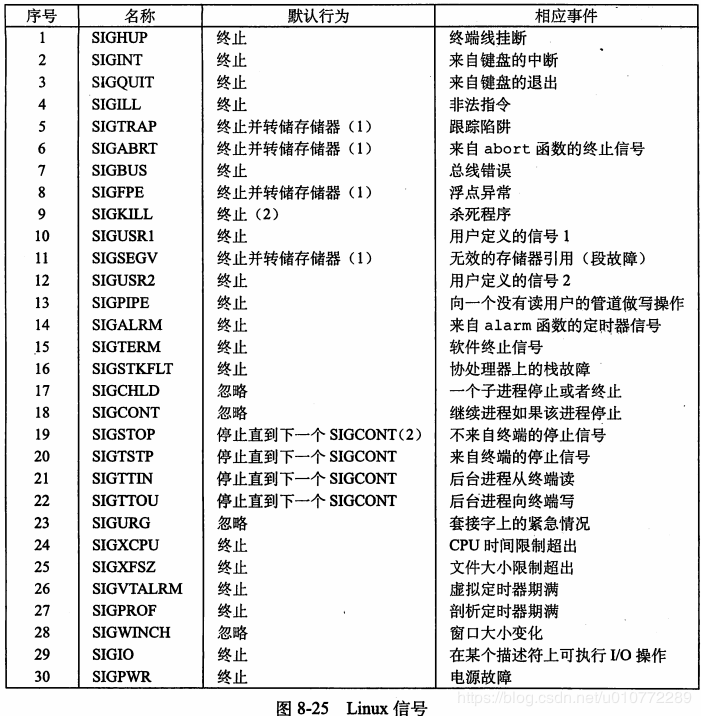 序号 名称 默认行为 相应事件
1 SIGHUP 终止 终端线挂断
2 SIGINT 终止 来自键盘的中断
3 SIGQUIT 终止 来自键盘的退出
4 SIGILL 终止 非法指令
5 SIGTRAP 终止并转储存储器（1） 跟踪陷阱
6 SIGABRT 终止并转储存储器（1） 来自 abort 函数的终止信号
7 SIGBUS 终止 总线错误
8 SIGFPE 终止并转储存储器（1） 浮点异常
9 SIGKILL 终止（2） 杀死程序
10 SIGUSR1 终止 用户定义的信号 1
11 SIGSEGV 终止并转储存储器（1） 无效的存储器引用（段故障）
12 SIGUSR2 终止 用户定义的信号 2
13 SIGPIPE 终止 向一个没有读用户的管道做写操作
14 SIGALRM 终止 来自 alarm 函数的定时器信号
15 SIGTERM 终止 软件终止信号
16 SIGSTKFLT 终止 协处理器上的栈故障
17 SIGCHLD 忽略 一个子进程停止或者终止
18 SIGCONT 忽略 继续进程如果该进程停止
19 SIGSTOP 停止直到下一个 SIGCONT（2） 不来自终端的停止信号
20 SIGTSTP 停止直到下一个 SIGCONT 来自终端的停止信号
21 SIGTTIN 停止直到下一个 SIGCONT 后台进程从终端读
22 SIGTTOU 停止直到下一个 SIGCONT 后台进程向终端写
23 SIGURG 忽略 套接字上的紧急情况
24 SIGXCPU 终止 CPU 时间限制超出
25 SIGXFSZ 终止 文件大小限制超出
26 SIGVTALRM 终止 虚拟定时器期满
27 SIGPROF 终止 剖析定时器期满
28 SIGWINCH 忽略 窗口大小变化
29 SIGIO 终止 在某个描述符上可执行 I/O 操作
30 SIGPWR 终止 电源故障
https://blog.csdn.net/u010772289
图 8-25 Linux 信号